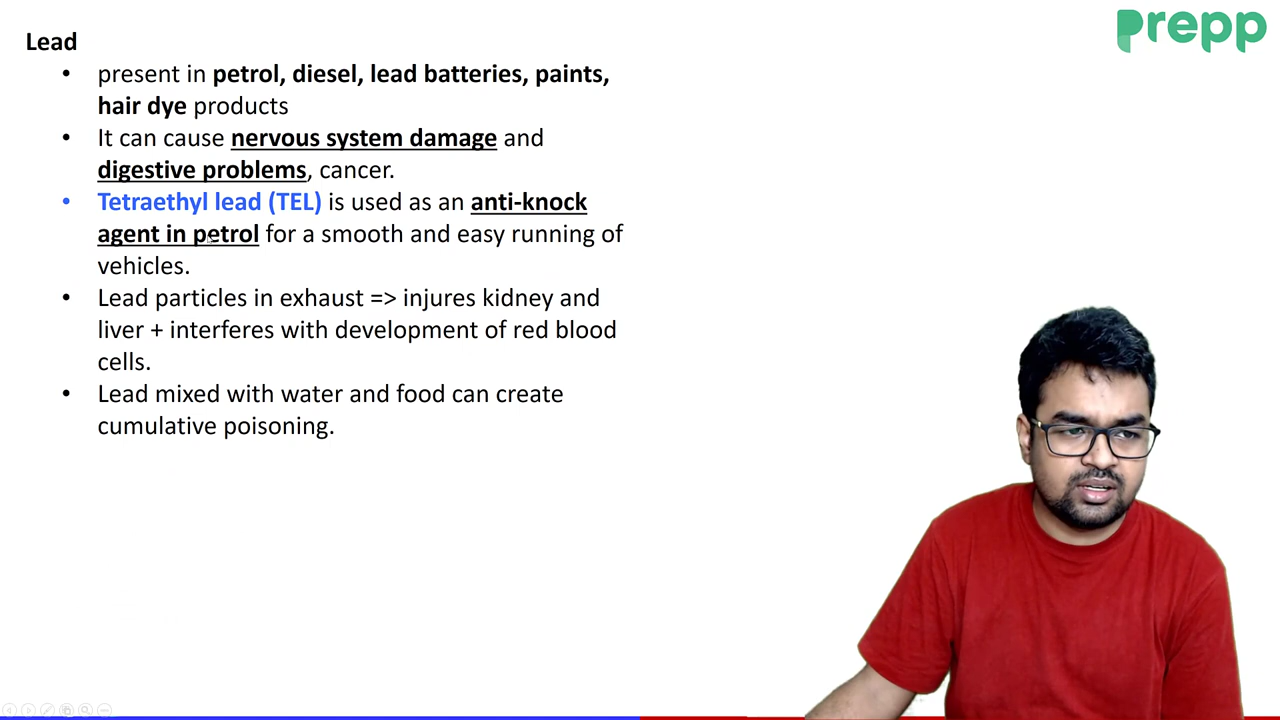 Prepp
Lead
• present in petrol, diesel, lead batteries, paints,
hair dye products
• It can cause nervous system damage and
digestive problems, cancer.
• Tetraethyl lead (TEL) is used as an anti-knock
agent in petrol for a smooth and easy running of
vehicles.
• Lead particles in exhaust => injures kidney and
liver + interferes with development of red blood
cells.
• Lead mixed with water and food can create
cumulative poisoning.